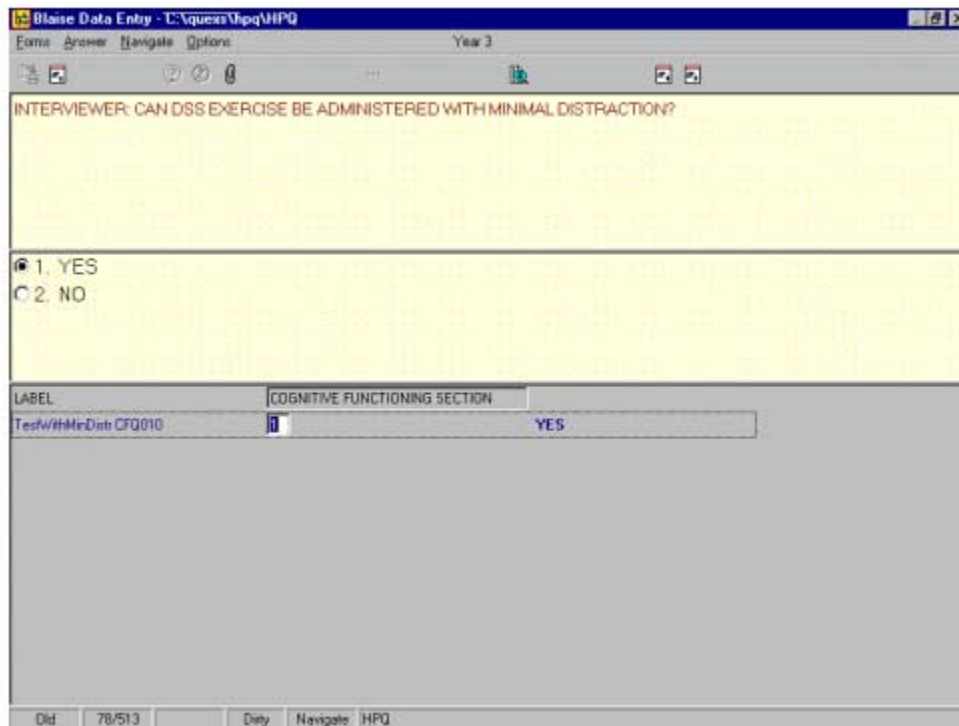 Blaise Data Entry - C:\quexs\hpq\HPQ
Forms Answer Navigate Options Year 3
INTERVIEWER: CAN DSS EXERCISE BE ADMINISTERED WITH MINIMAL DISTRACTION?
1. YES
2. NO
LABEL COGNITIVE FUNCTIONING SECTION
TestWithMinDistr CFQ010 1 YES
Old 78/513 Dirty Navigate HPQ